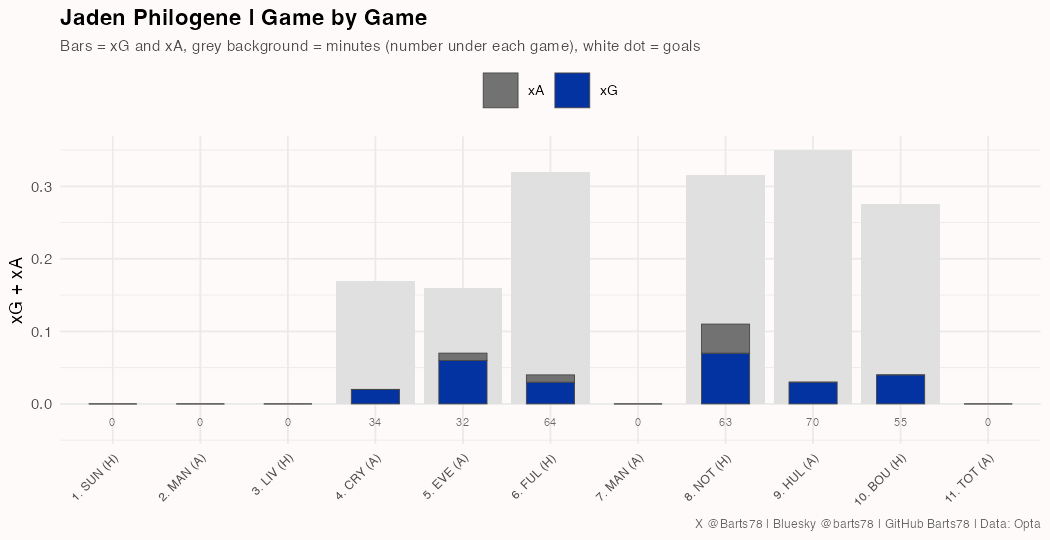 Jaden Philogene I Game by Game
Bars = xG and xA, grey background = minutes (number under each game), white dot = goals
xA xG
xG + xA
0.3
0.2
0.1
0.0
0 0 0 34 32 64 0 63 70 55 0
1. SUN (H) 2. MAN (A) 3. LIV (H) 4. CRY (A) 5. EVE (A) 6. FUL (H) 7. MAN (A) 8. NOT (H) 9. HUL (A) 10. BOU (H) 11. TOT (A)
X @Barts78 I Bluesky @barts78 I GitHub Barts78 I Data: Opta